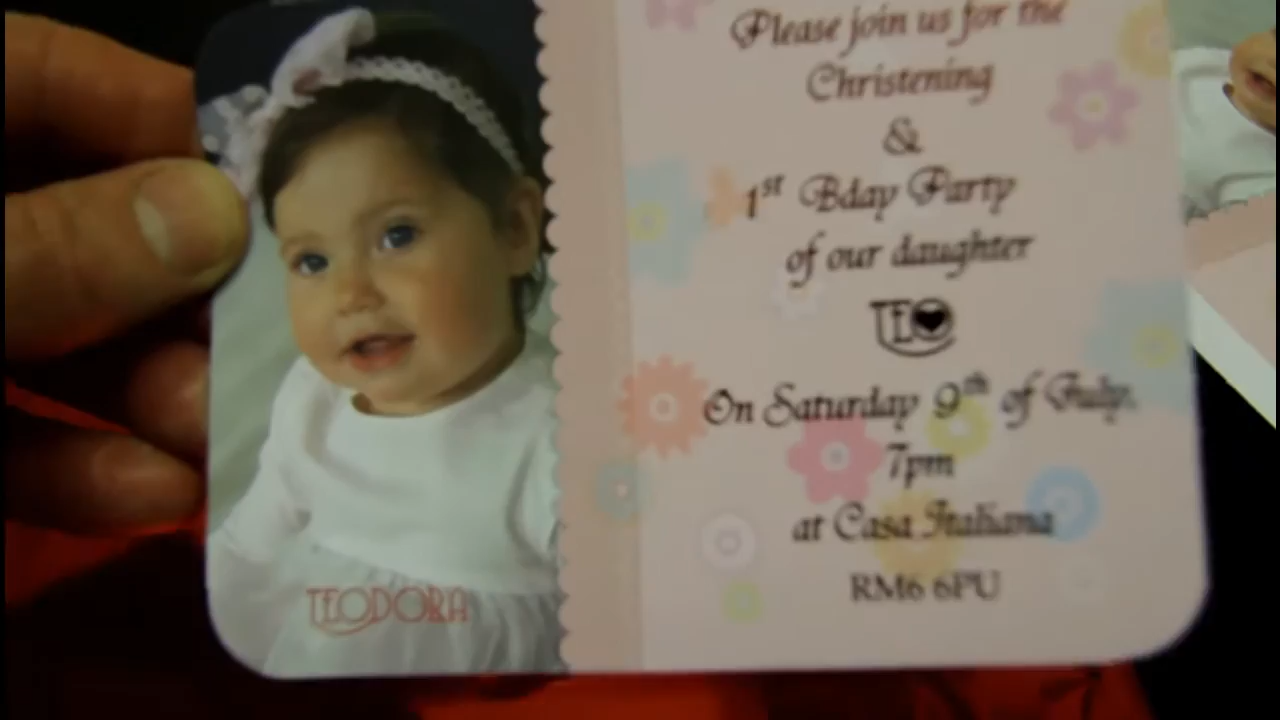 Please join us for the
Christening
&
1st Bday Party
of our daughter
TEO
On Saturday 9th of July,
7pm
at Casa Italiana
RM6 6PU
TEODORA